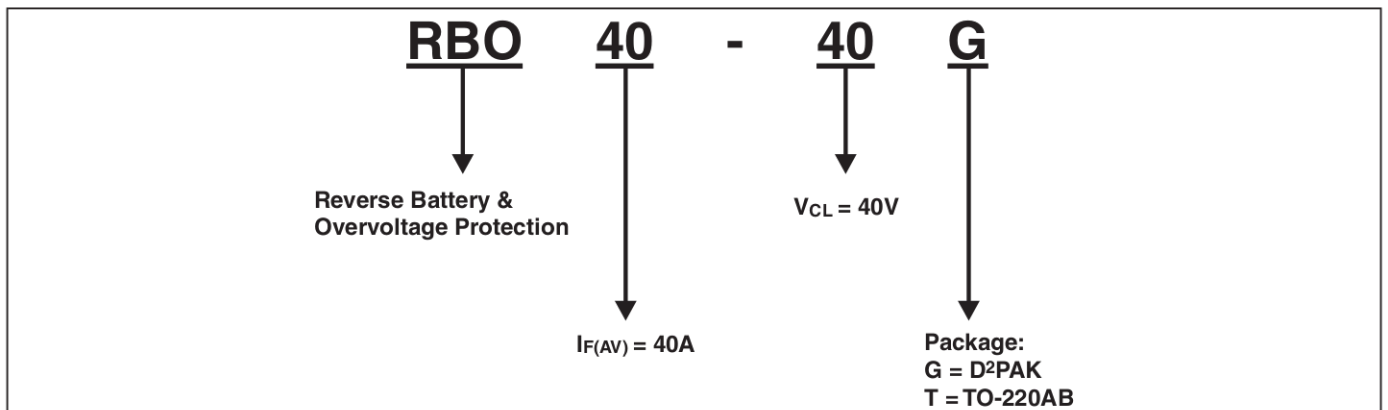 RBO 40 - 40 G
Reverse Battery &
Overvoltage Protection
VCL = 40V
IF(AV) = 40A
Package:
G = D²PAK
T = TO-220AB